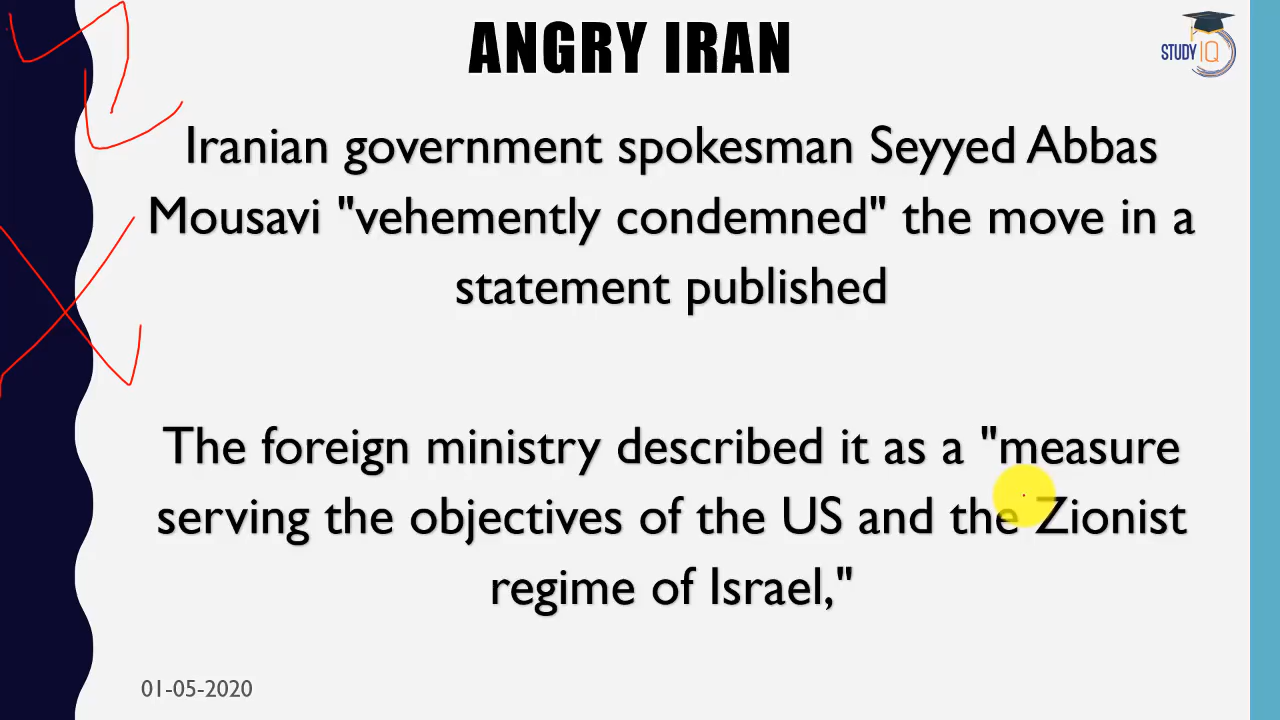 ANGRY IRAN
STUDY IQ
Iranian government spokesman Seyyed Abbas
Mousavi "vehemently condemned" the move in a
statement published
The foreign ministry described it as a "measure
serving the objectives of the US and the Zionist
regime of Israel,"
01-05-2020